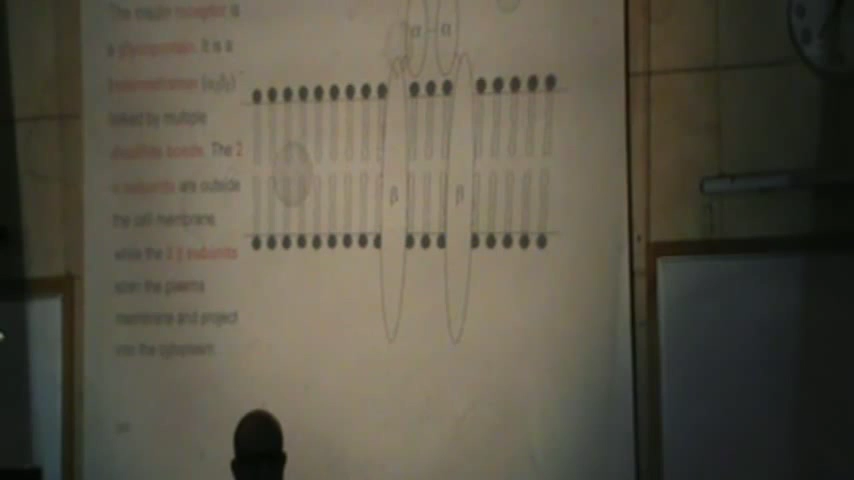 The insulin receptor is
a glycoprotein. It is a
heterotetramer (α₂β₂)
linked by multiple
disulfide bonds. The 2
α subunits are outside
the cell membrane,
while the 2 β subunits
span the plasma
membrane and project
into the cytoplasm.
α - α
β β